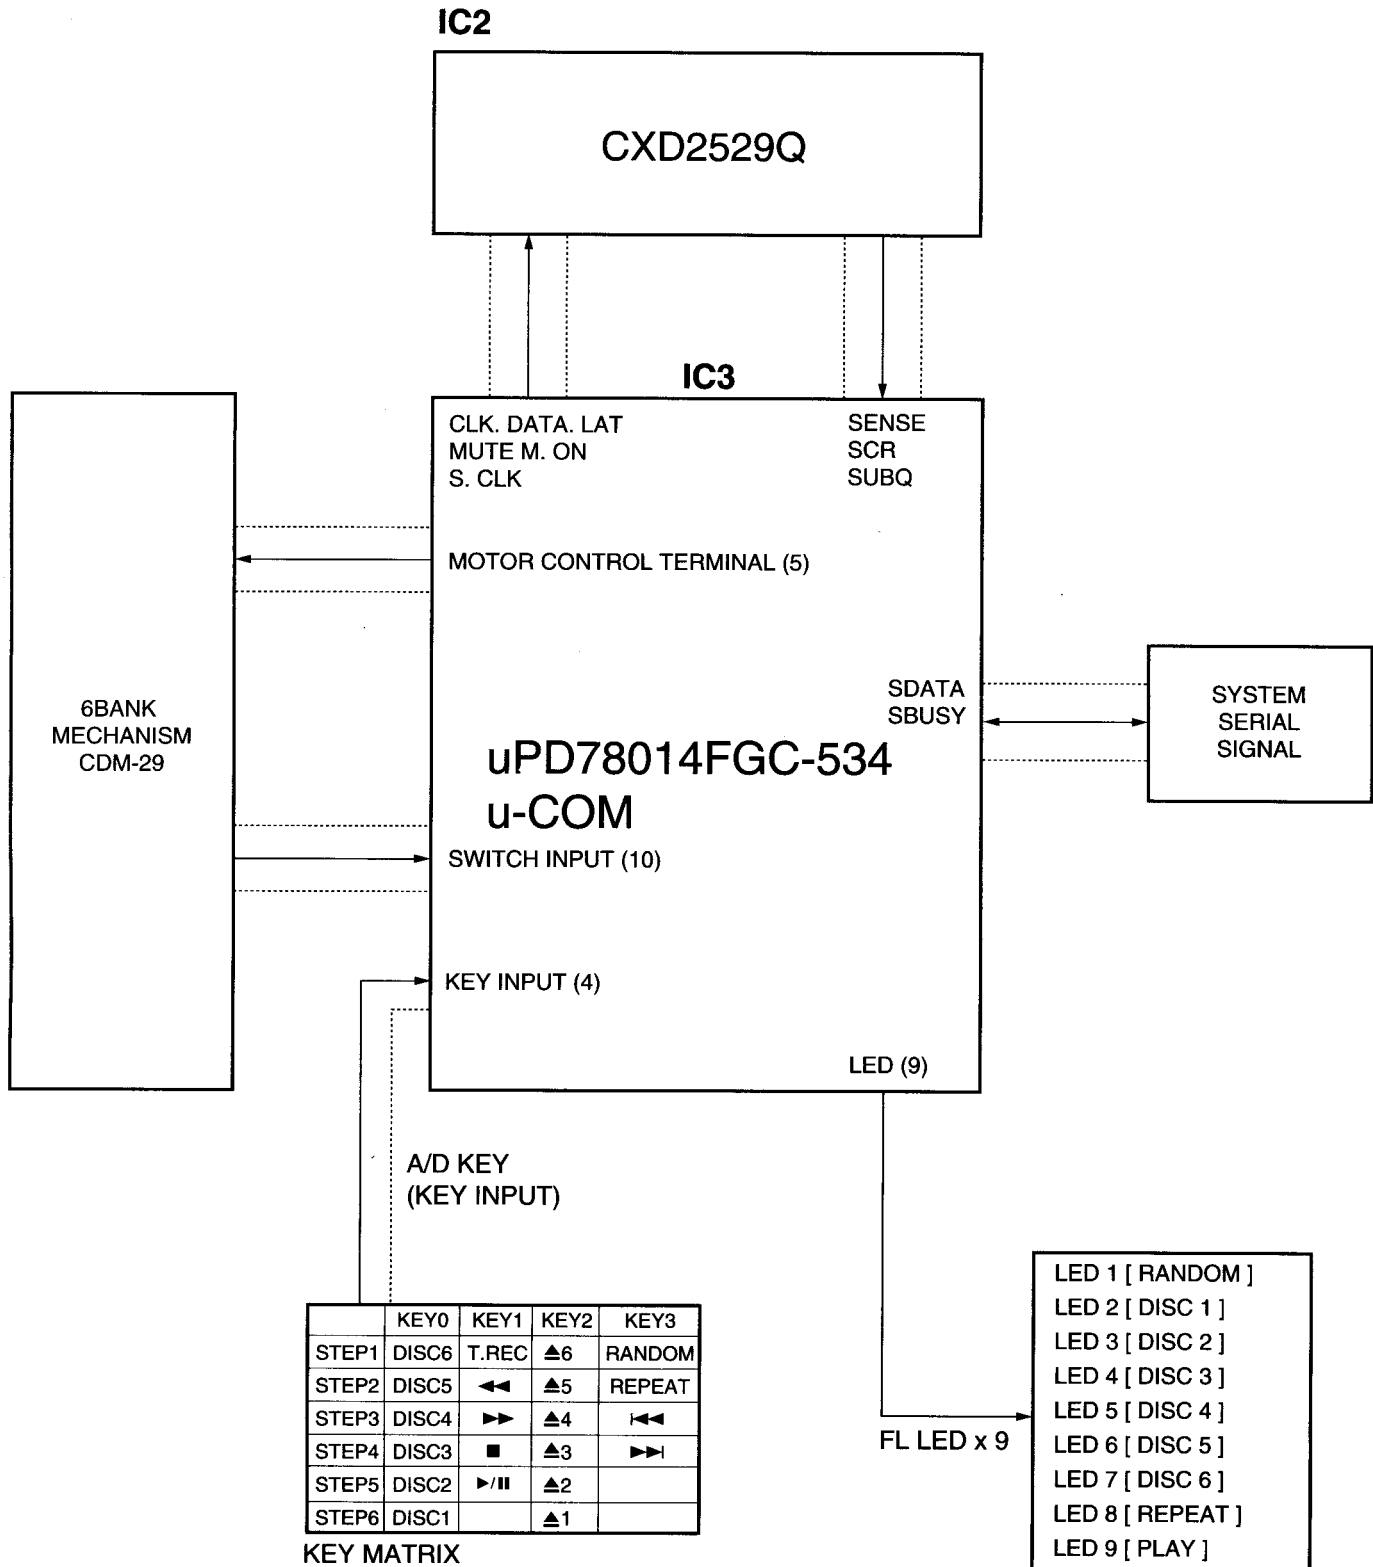 IC2
CXD2529Q
IC3
CLK. DATA. LAT
MUTE M. ON
S. CLK
SENSE
SCR
SUBQ
MOTOR CONTROL TERMINAL (5)
6BANK
MECHANISM
CDM-29
SDATA
SBUSY
SYSTEM
SERIAL
SIGNAL
uPD78014FGC-534
u-COM
SWITCH INPUT (10)
KEY INPUT (4)
LED (9)
A/D KEY
(KEY INPUT)
KEY0 KEY1 KEY2 KEY3
STEP1 DISC6 T.REC ⏏6 RANDOM
STEP2 DISC5 ◀◀ ⏏5 REPEAT
STEP3 DISC4 ▶▶ ⏏4 |◀◀
STEP4 DISC3 ■ ⏏3 ▶▶|
STEP5 DISC2 ▶/II ⏏2
STEP6 DISC1 ⏏1
KEY MATRIX
FL LED x 9
LED 1 [ RANDOM ]
LED 2 [ DISC 1 ]
LED 3 [ DISC 2 ]
LED 4 [ DISC 3 ]
LED 5 [ DISC 4 ]
LED 6 [ DISC 5 ]
LED 7 [ DISC 6 ]
LED 8 [ REPEAT ]
LED 9 [ PLAY ]